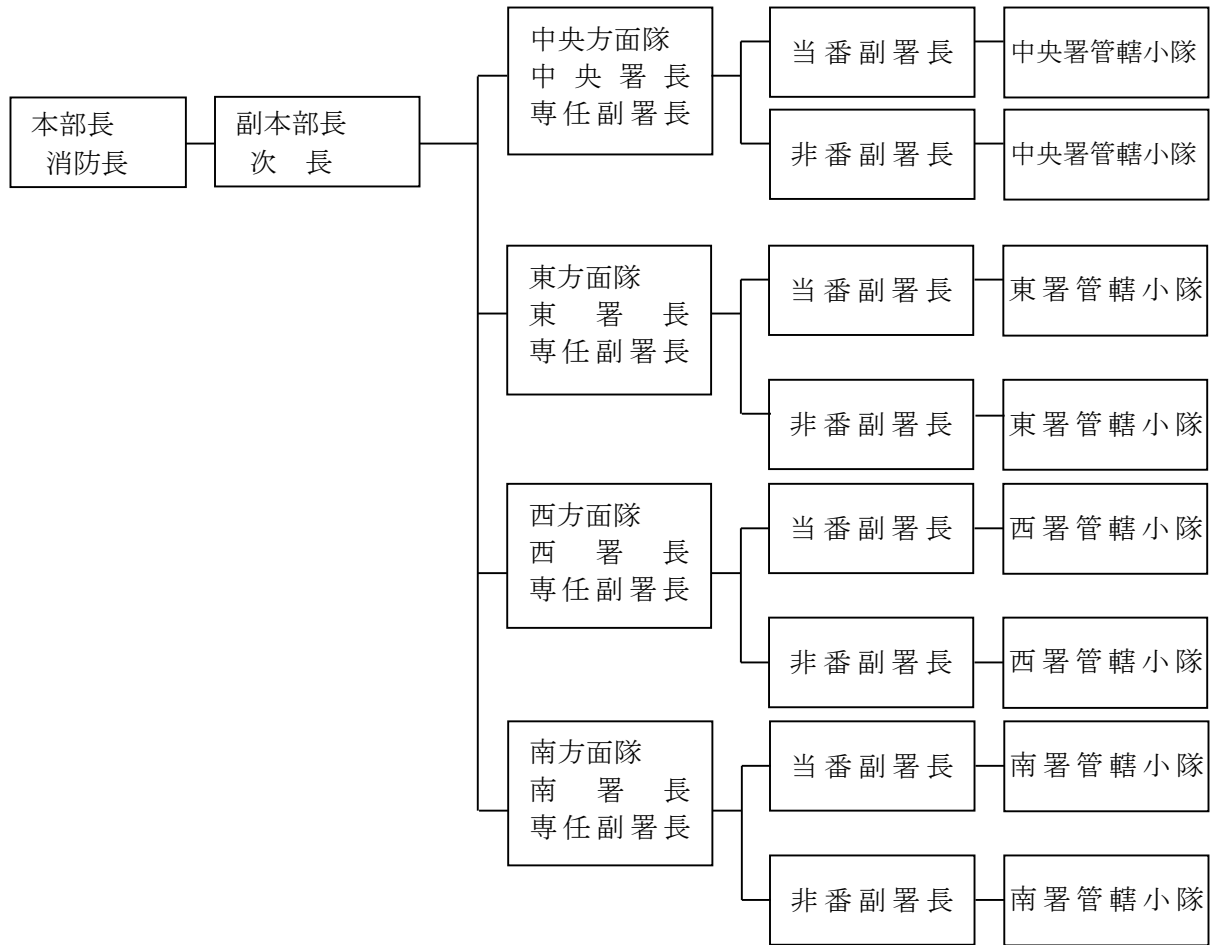 本部長
消防長
副本部長
次　長
中央方面隊
中央署長
専任副署長
当番副署長
中央署管轄小隊
非番副署長
中央署管轄小隊
東方面隊
東署長
専任副署長
当番副署長
東署管轄小隊
非番副署長
東署管轄小隊
西方面隊
西署長
専任副署長
当番副署長
西署管轄小隊
非番副署長
西署管轄小隊
南方面隊
南署長
専任副署長
当番副署長
南署管轄小隊
非番副署長
南署管轄小隊